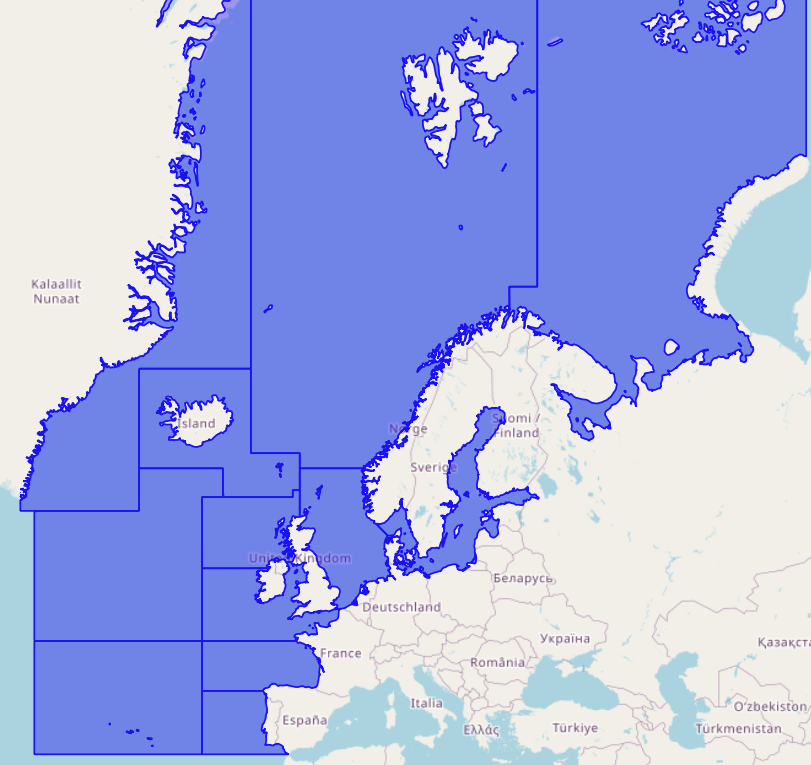 Kalaallit
Nunaat
Ísland
Norge
Suomi /
Finland
Sverige
United Kingdom
Беларусь
Deutschland
Україна
France
România
Қазақста
Italia
España
Ελλάς
Türkiye
O'zbekiston
Türkmenistan